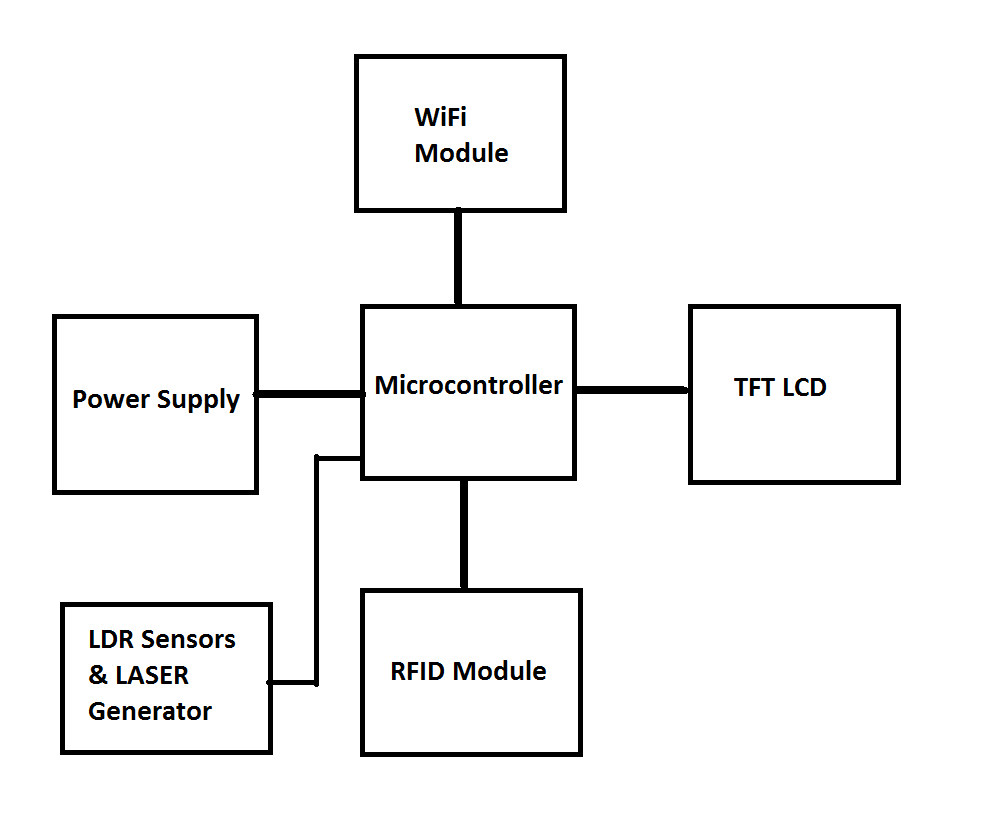 WiFi
Module
Power Supply
Microcontroller
TFT LCD
LDR Sensors
& LASER
Generator
RFID Module